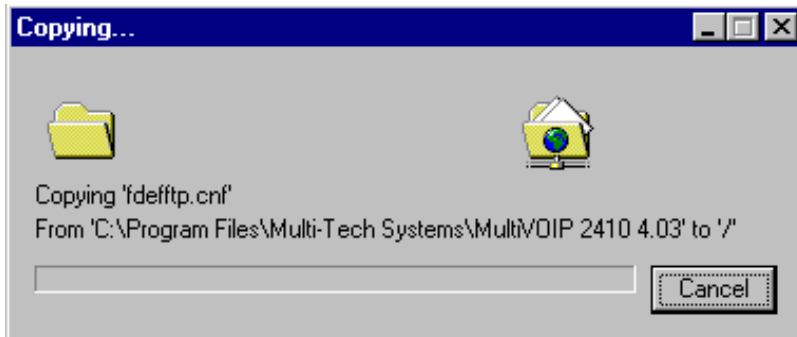 Copying...
Copying 'fdefftp.cnf'
From 'C:\Program Files\Multi-Tech Systems\MultiVOIP 2410 4.03' to '/'
Cancel